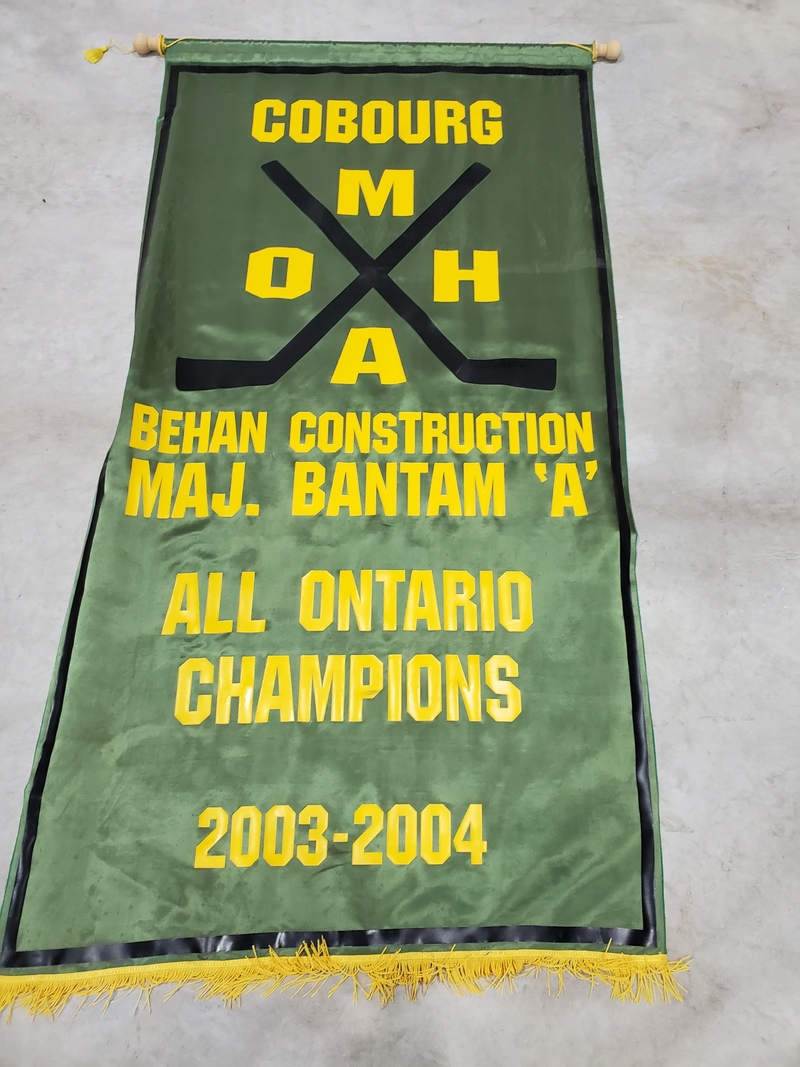 COBOURG
M
O H
A
BEHAN CONSTRUCTION
MAJ. BANTAM ‘A’
ALL ONTARIO
CHAMPIONS
2003-2004